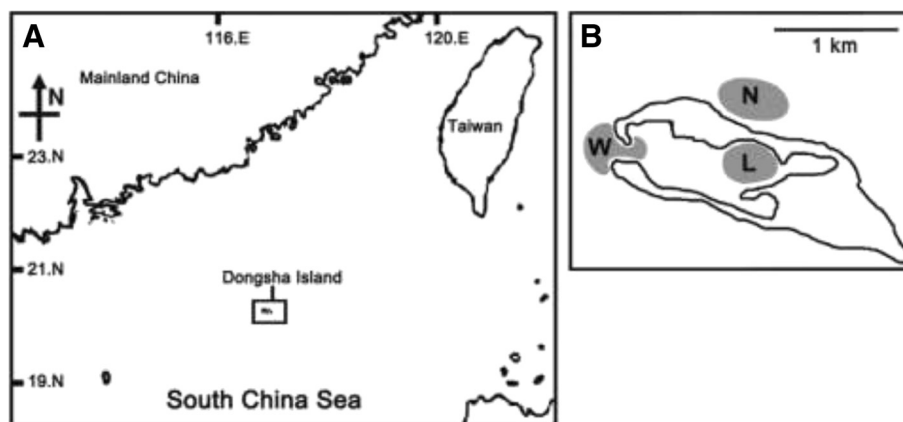 A
116.E
120.E
N
Mainland China
Taiwan
23.N
21.N
Dongsha Island
19.N
South China Sea
B
1 km
N
W
L